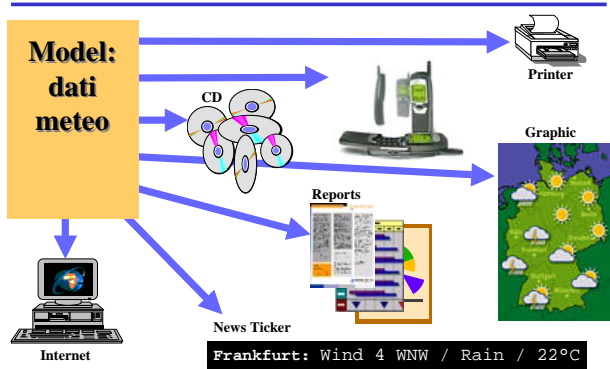 Model:
dati
meteo
Printer
CD
Graphic
Reports
News Ticker
Internet
Frankfurt: Wind 4 WNW / Rain / 22°C